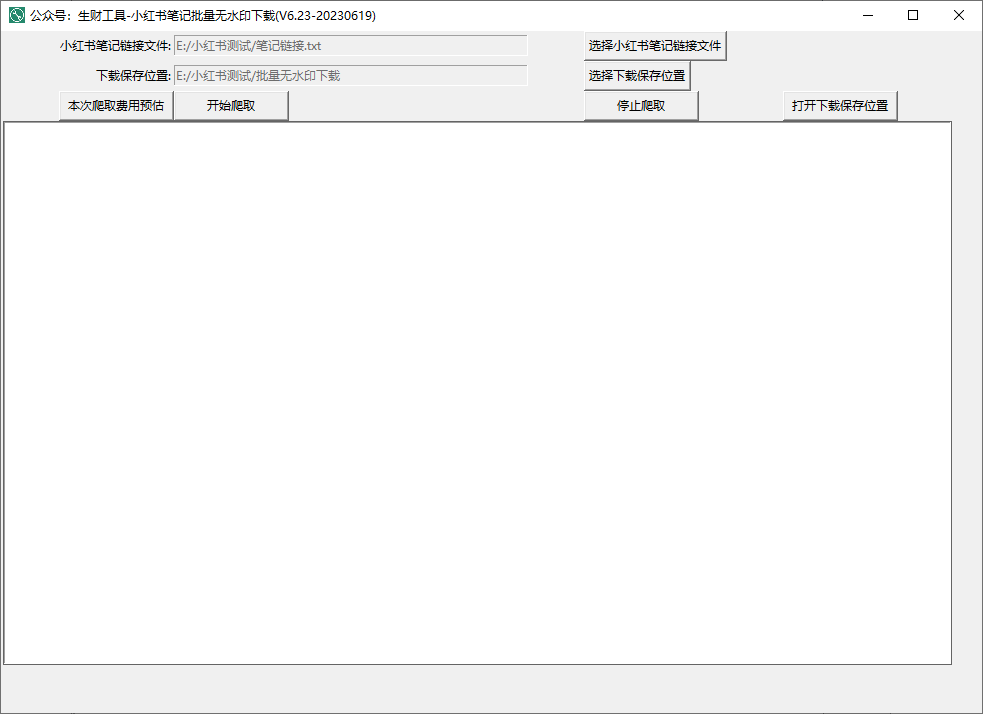 公众号：生财工具-小红书笔记批量无水印下载(V6.23-20230619)
小红书笔记链接文件: E:/小红书测试/笔记链接.txt 选择小红书笔记链接文件
下载保存位置: E:/小红书测试/批量无水印下载 选择下载保存位置
本次爬取费用预估 开始爬取 停止爬取 打开下载保存位置